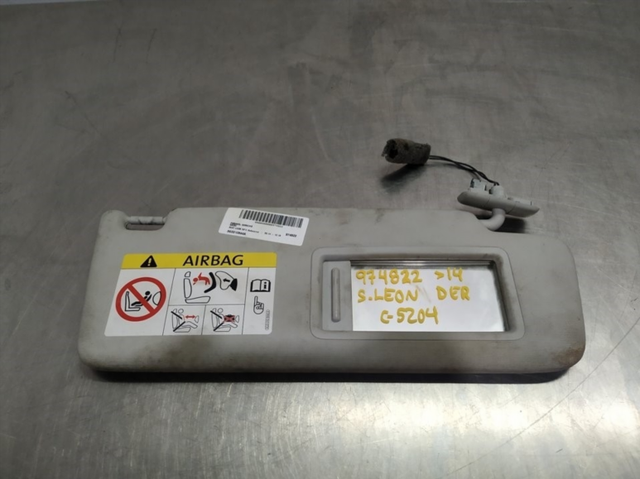 AIRBAG
974822 >14
S.LEON DER
C-5204